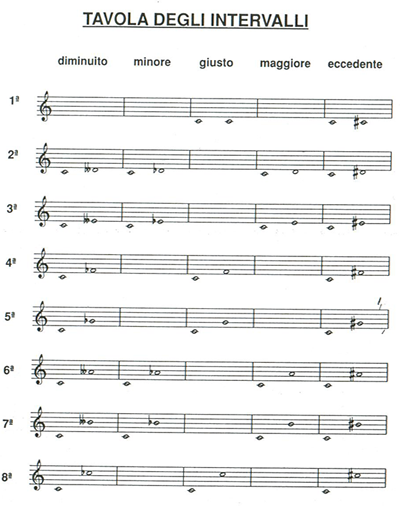 TAVOLA DEGLI INTERVALLI
diminuito minore giusto maggiore eccedente
1ª
2ª
3ª
4ª
5ª
6ª
7ª
8ª